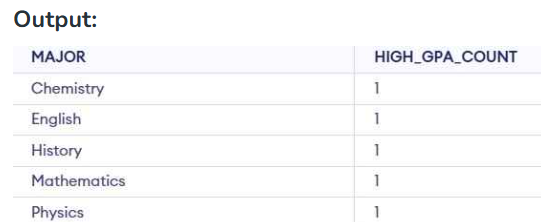 Output:
MAJOR HIGH_GPA_COUNT
Chemistry 1
English 1
History 1
Mathematics 1
Physics 1